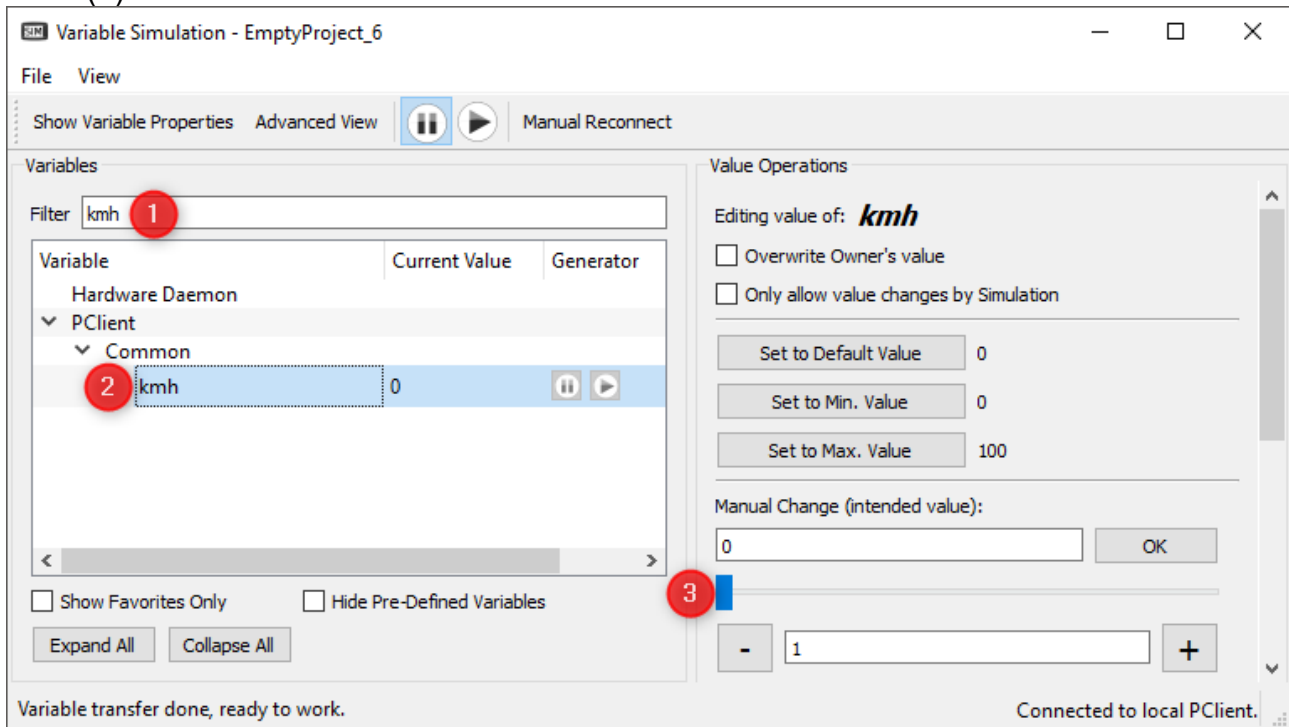 SIM Variable Simulation - EmptyProject_6
File View
Show Variable Properties Advanced View Manual Reconnect
Variables
Filter kmh 1
Variable Current Value Generator
Hardware Daemon
PClient
Common
2 kmh 0
Show Favorites Only Hide Pre-Defined Variables
Expand All Collapse All
Value Operations
Editing value of: kmh
Overwrite Owner's value
Only allow value changes by Simulation
Set to Default Value 0
Set to Min. Value 0
Set to Max. Value 100
Manual Change (intended value):
0 OK
3
- 1 +
Variable transfer done, ready to work. Connected to local PClient.